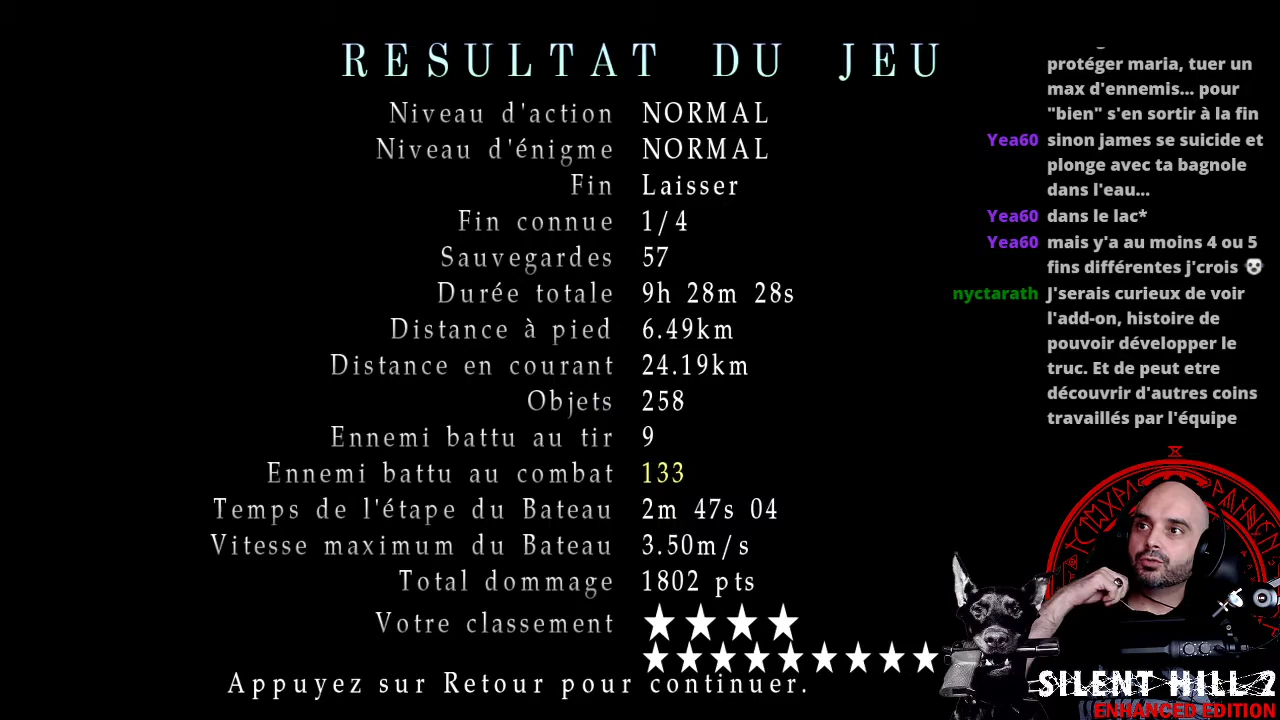 RESULTAT DU JEU
Niveau d'action NORMAL
Niveau d'énigme NORMAL
Fin Laisser
Fin connue 1/4
Sauvegardes 57
Durée totale 9h 28m 28s
Distance à pied 6.49km
Distance en courant 24.19km
Objets 258
Ennemi battu au tir 9
Ennemi battu au combat 133
Temps de l'étape du Bateau 2m 47s 04
Vitesse maximum du Bateau 3.50m/s
Total dommage 1802 pts
Votre classement ★★★★
★★★★★★★★★
Appuyez sur Retour pour continuer.
protéger maria, tuer un
max d'ennemis... pour
"bien" s'en sortir à la fin
Yea60 sinon james se suicide et
plonge avec ta bagnole
dans l'eau...
Yea60 dans le lac*
Yea60 mais y'a au moins 4 ou 5
fins différentes j'crois 💀
nyctarath J'serais curieux de voir
l'add-on, histoire de
pouvoir développer le
truc. Et de peut etre
découvrir d'autres coins
travaillés par l'équipe
SILENT HILL 2
ENHANCED EDITION